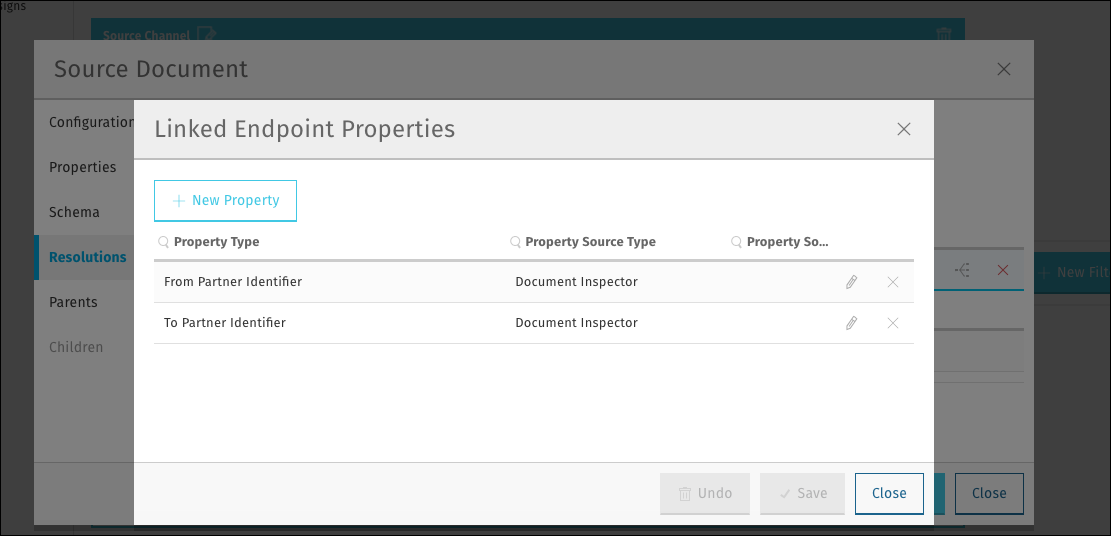 signs
Source Channel
Source Document
Configuration
Properties
Schema
Resolutions
Parents
Children
Linked Endpoint Properties
New Property
Property Type Property Source Type Property So...
From Partner Identifier Document Inspector
To Partner Identifier Document Inspector
New Filt
Undo Save Close Close